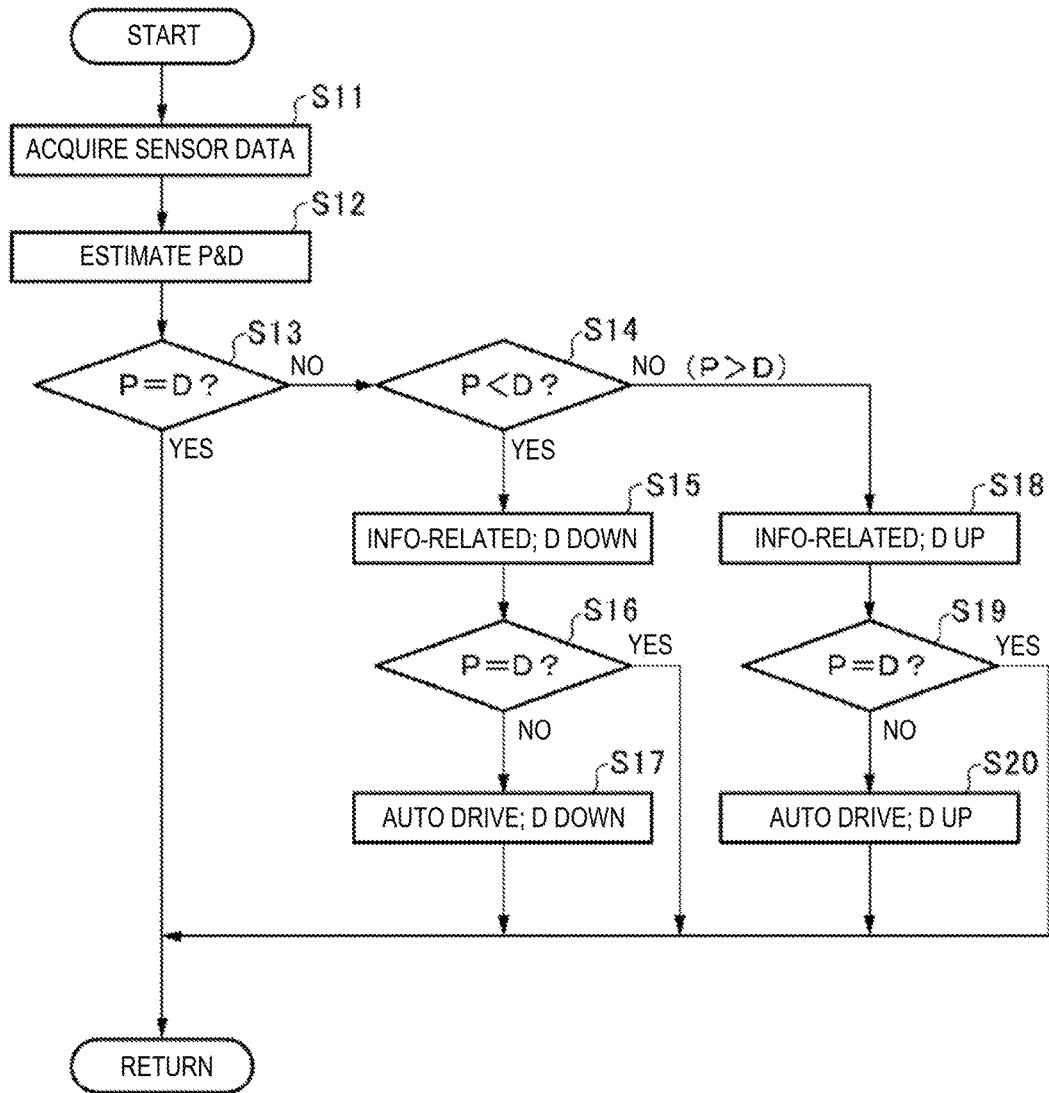 START
S11
ACQUIRE SENSOR DATA
S12
ESTIMATE P&D
S13
P=D?
NO
YES
S14
P<D?
NO (P>D)
YES
S15
INFO-RELATED; D DOWN
S18
INFO-RELATED; D UP
S16
P=D?
YES
NO
S19
P=D?
YES
NO
S17
AUTO DRIVE; D DOWN
S20
AUTO DRIVE; D UP
RETURN